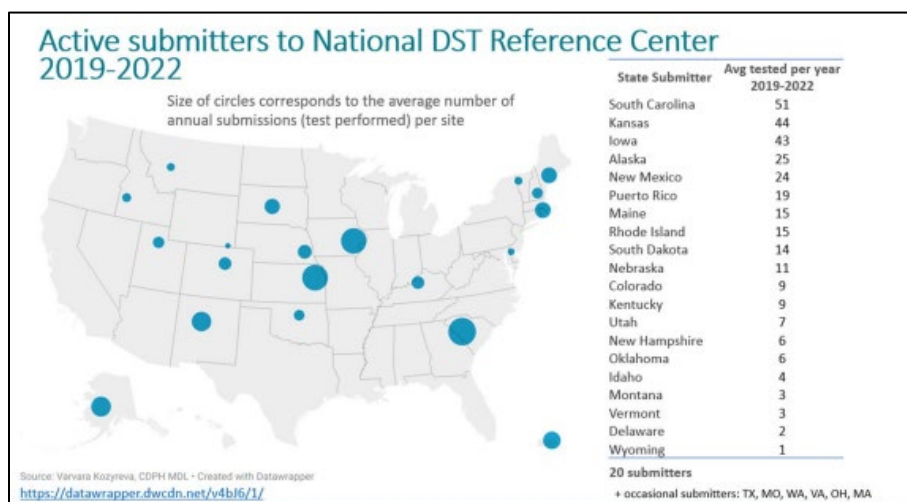 Active submitters to National DST Reference Center
2019-2022
Size of circles corresponds to the average number of
annual submissions (test performed) per site
State Submitter Avg tested per year
2019-2022
South Carolina 51
Kansas 44
Iowa 43
Alaska 25
New Mexico 24
Puerto Rico 19
Maine 15
Rhode Island 15
South Dakota 14
Nebraska 11
Colorado 9
Kentucky 9
Utah 7
New Hampshire 6
Oklahoma 6
Idaho 4
Montana 3
Vermont 3
Delaware 2
Wyoming 1
20 submitters
+ occasional submitters: TX, MO, WA, VA, OH, MA
Source: Varvara Kozyreva, CDPH MDL • Created with Datawrapper
https://datawrapper.dwcdn.net/v4bJ6/1/